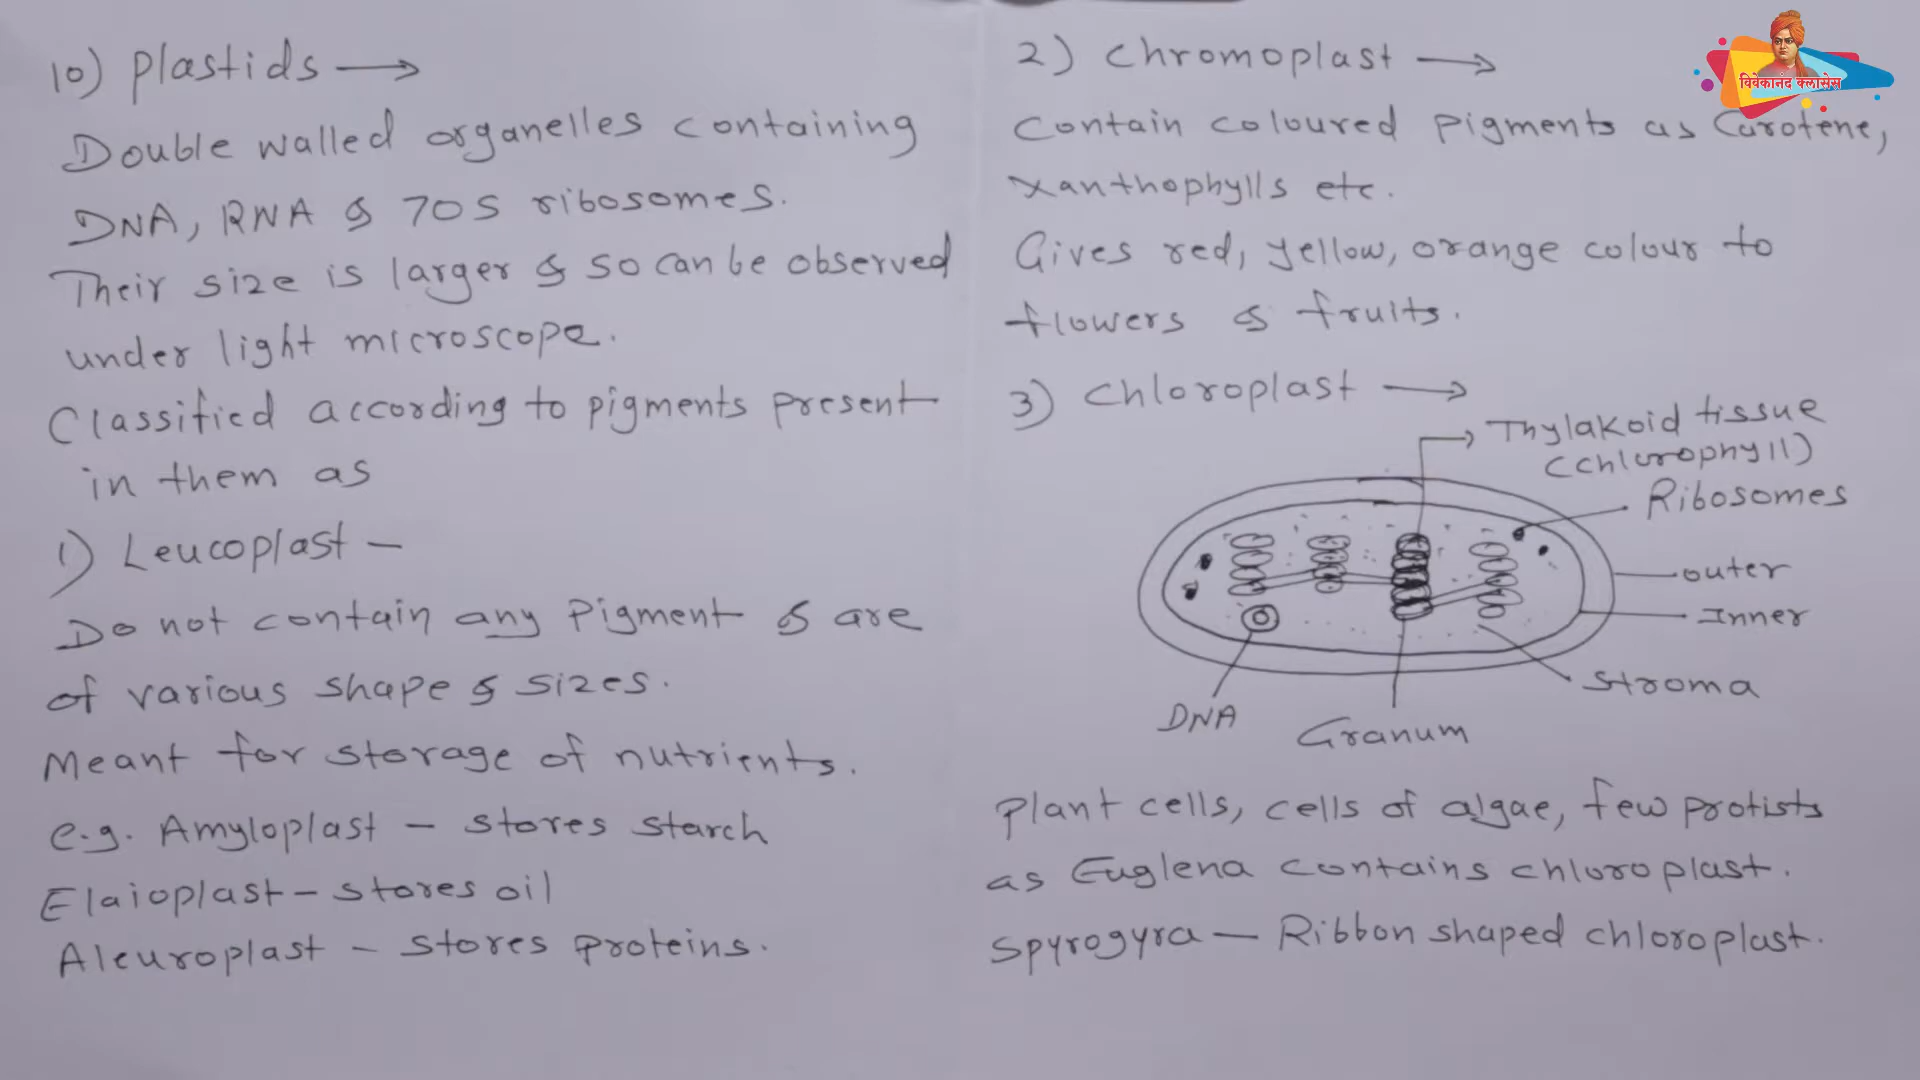 10) Plastids →
Double walled organelles containing
DNA, RNA & 70S ribosomes.
Their size is larger & so can be observed
under light microscope.
Classified according to pigments present
in them as
1) Leucoplast –
Do not contain any Pigment & are
of various shape & sizes.
Meant for storage of nutrients.
e.g. Amyloplast – stores starch
Elaioplast – stores oil
Aleuroplast – stores proteins.
2) Chromoplast →
Contain coloured pigments as Carotene,
Xanthophylls etc.
Gives red, yellow, orange colour to
flowers & fruits.
3) Chloroplast →
Thylakoid tissue
(Chlorophyll)
Ribosomes
outer
Inner
Stroma
DNA
Granum
Plant cells, cells of algae, few protists
as Euglena contains chloroplast.
Spyrogyra – Ribbon shaped chloroplast.
विवेकानंद क्लासेस